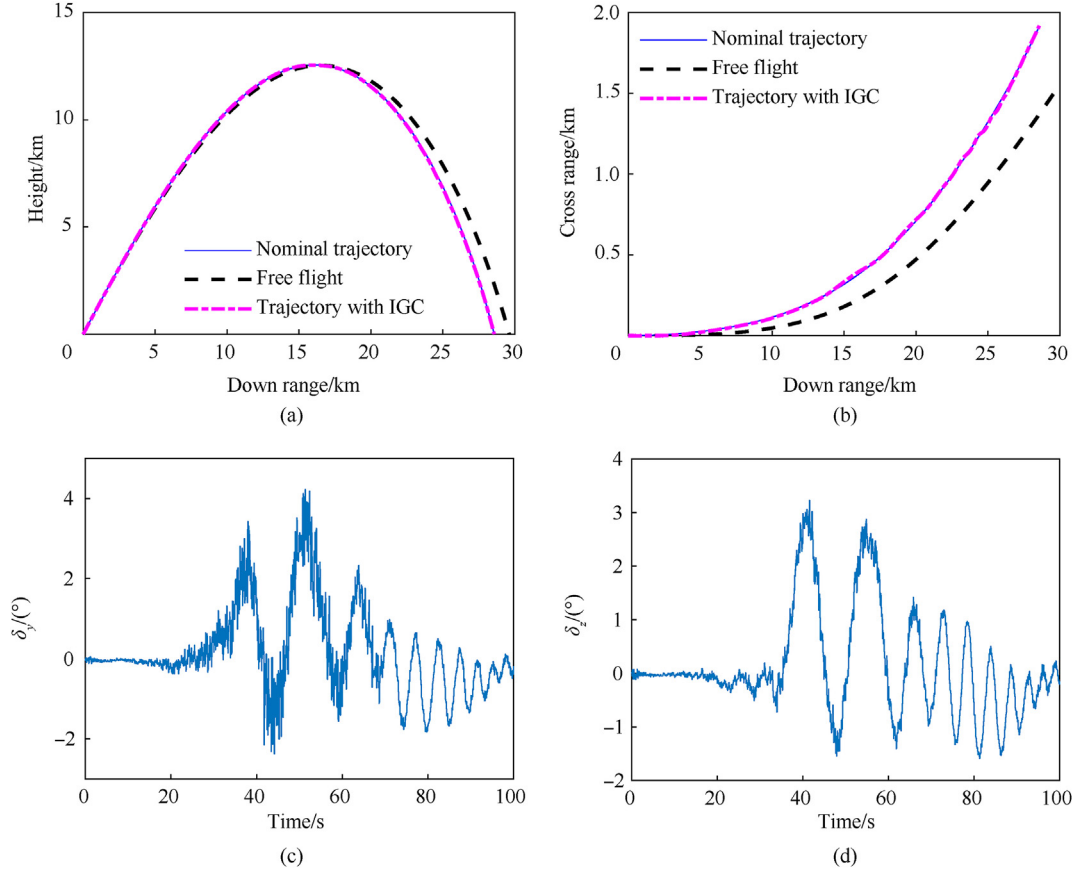 15
10
5
0
5
10
15
20
25
30
Height/km
Nominal trajectory
Free flight
Trajectory with IGC
Down range/km
(a)
2.0
1.5
1.0
0.5
0
5
10
15
20
25
30
Cross range/km
Nominal trajectory
Free flight
Trajectory with IGC
Down range/km
(b)
4
2
0
−2
0
20
40
60
80
100
δy/(°)
Time/s
(c)
4
3
2
1
0
−1
−2
0
20
40
60
80
100
δz/(°)
Time/s
(d)